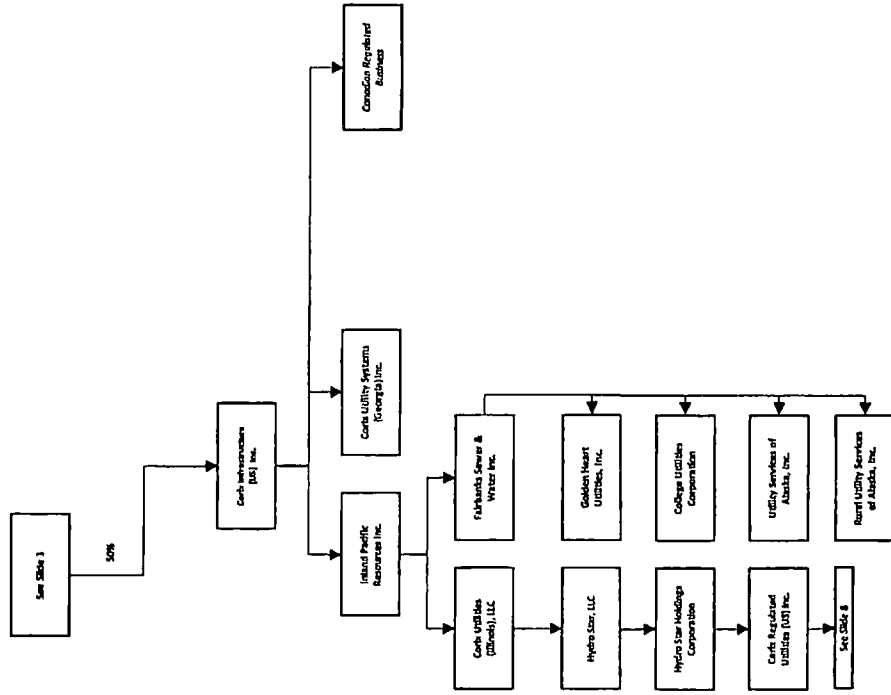 See Slide 3
50%
Corix Infrastructure
[US] Inc.
Inland Pacific
Resources Inc.
Corix Utility Systems
(Georgia) Inc.
Canadian Regulated
Business
Corix Utilities
(Illinois), LLC
Fairbanks Sewer &
Water Inc.
Hydro Star, LLC
Golden Heart
Utilities, Inc.
Hydro Star Holdings
Corporation
College Utilities
Corporation
Corix Regulated
Utilities [US] Inc.
Utility Services of
Alaska, Inc.
See Slide 8
Rural Utility Services
of Alaska, Inc.